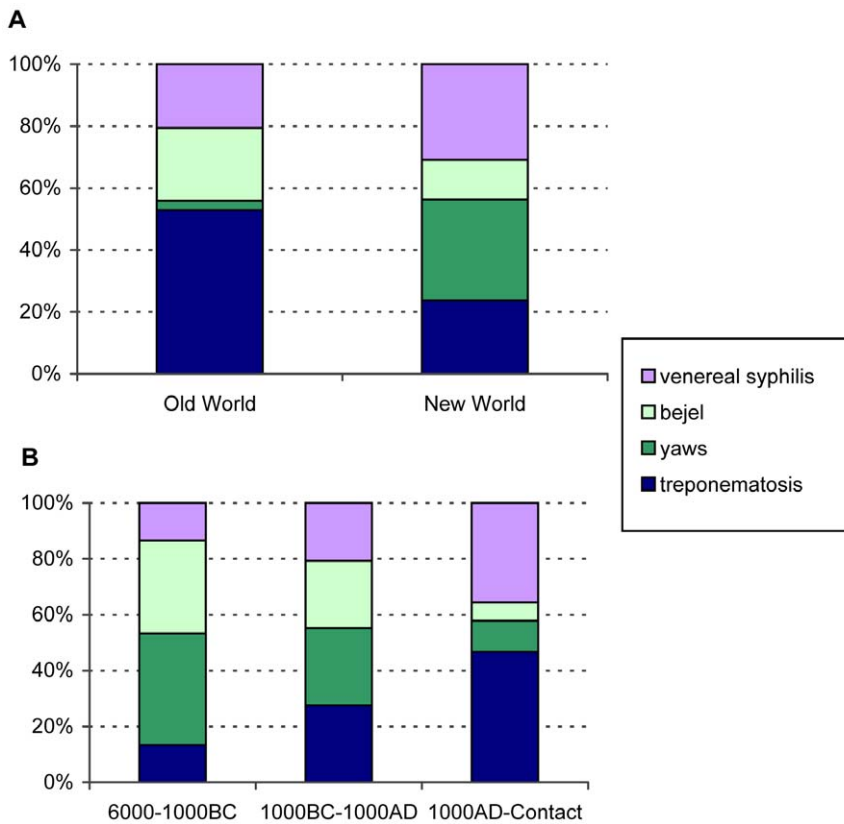 A
100%
80%
60%
40%
20%
0%
Old World New World
venereal syphilis
bejel
yaws
treponematosis
B
100%
80%
60%
40%
20%
0%
6000-1000BC 1000BC-1000AD 1000AD-Contact